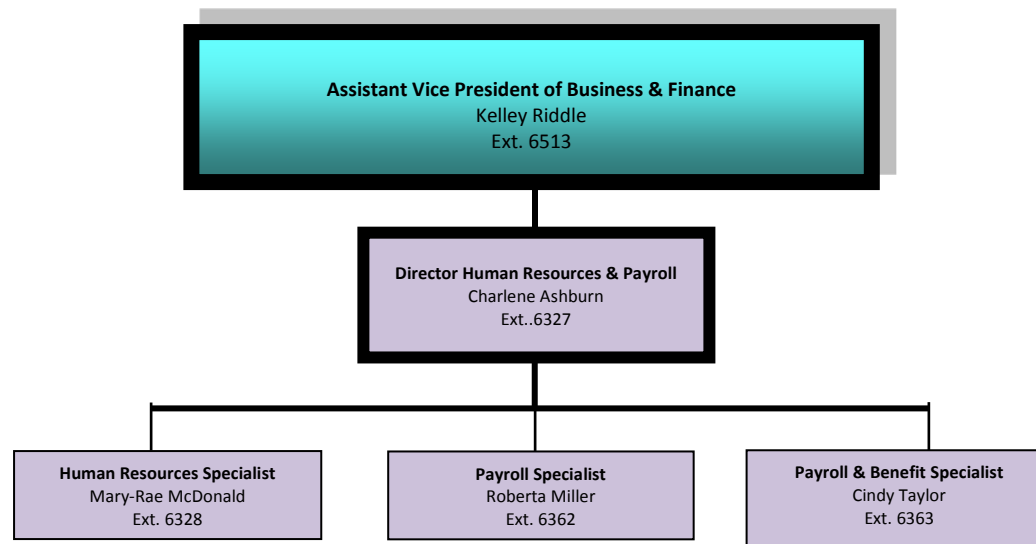 Assistant Vice President of Business & Finance
Kelley Riddle
Ext. 6513
Director Human Resources & Payroll
Charlene Ashburn
Ext..6327
Human Resources Specialist
Mary-Rae McDonald
Ext. 6328
Payroll Specialist
Roberta Miller
Ext. 6362
Payroll & Benefit Specialist
Cindy Taylor
Ext. 6363